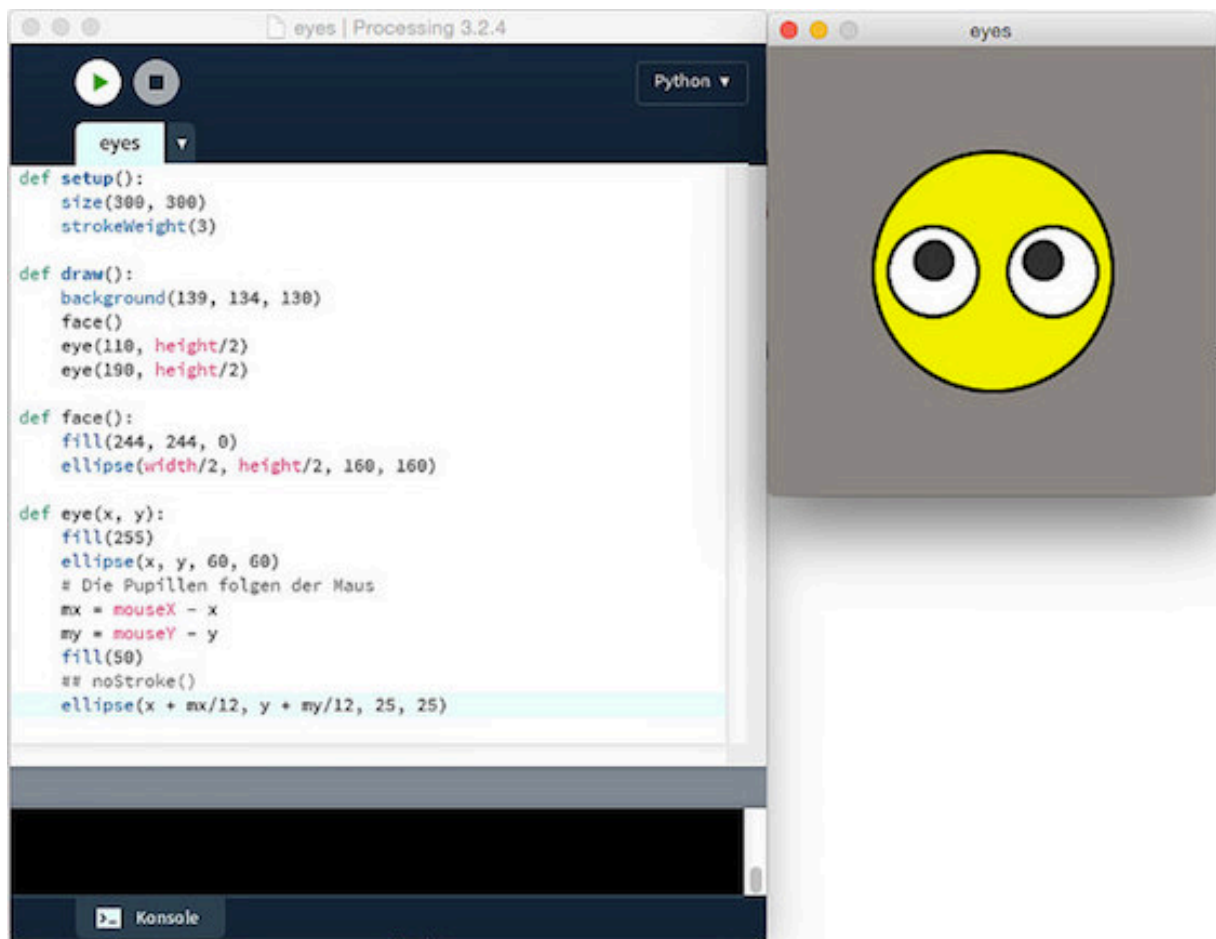 eyes | Processing 3.2.4
eyes
Python ▼
eyes ▼
def setup():
    size(300, 300)
    strokeWeight(3)
def draw():
    background(139, 134, 130)
    face()
    eye(110, height/2)
    eye(190, height/2)
def face():
    fill(244, 244, 0)
    ellipse(width/2, height/2, 160, 160)
def eye(x, y):
    fill(255)
    ellipse(x, y, 60, 60)
    # Die Pupillen folgen der Maus
    mx = mouseX - x
    my = mouseY - y
    fill(50)
    ## noStroke()
    ellipse(x + mx/12, y + my/12, 25, 25)
Konsole